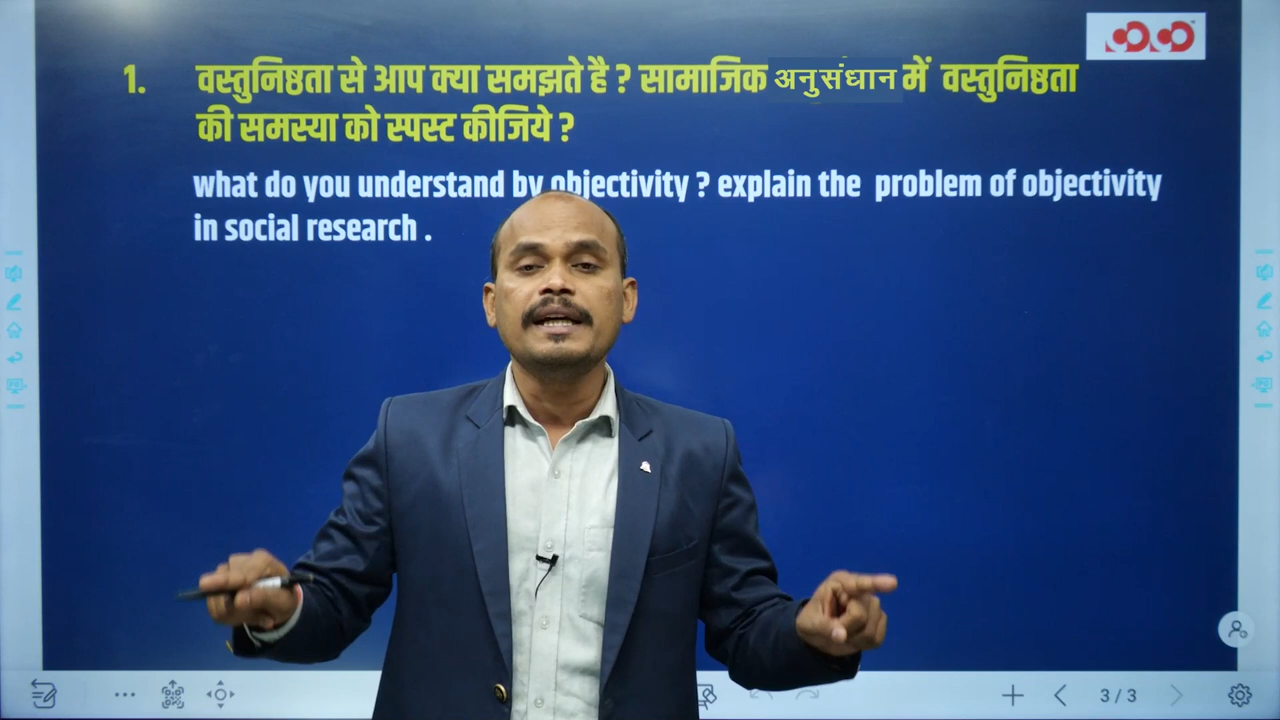 1. वस्तुनिष्ठता से आप क्या समझते है ? सामाजिक अनुसंधान में वस्तुनिष्ठता
की समस्या को स्पस्ट कीजिये ?
what do you understand by objectivity ? explain the problem of objectivity
in social research .
3/3